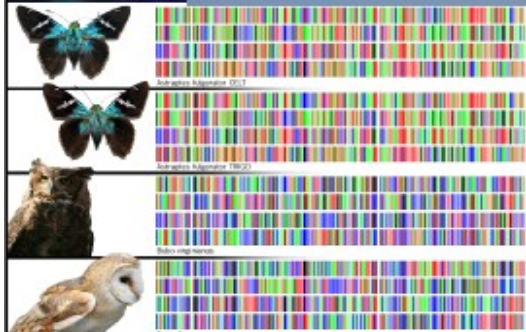 Astraptes fulgerator CELT
Astraptes fulgerator TRIGO
Bubo virginianus